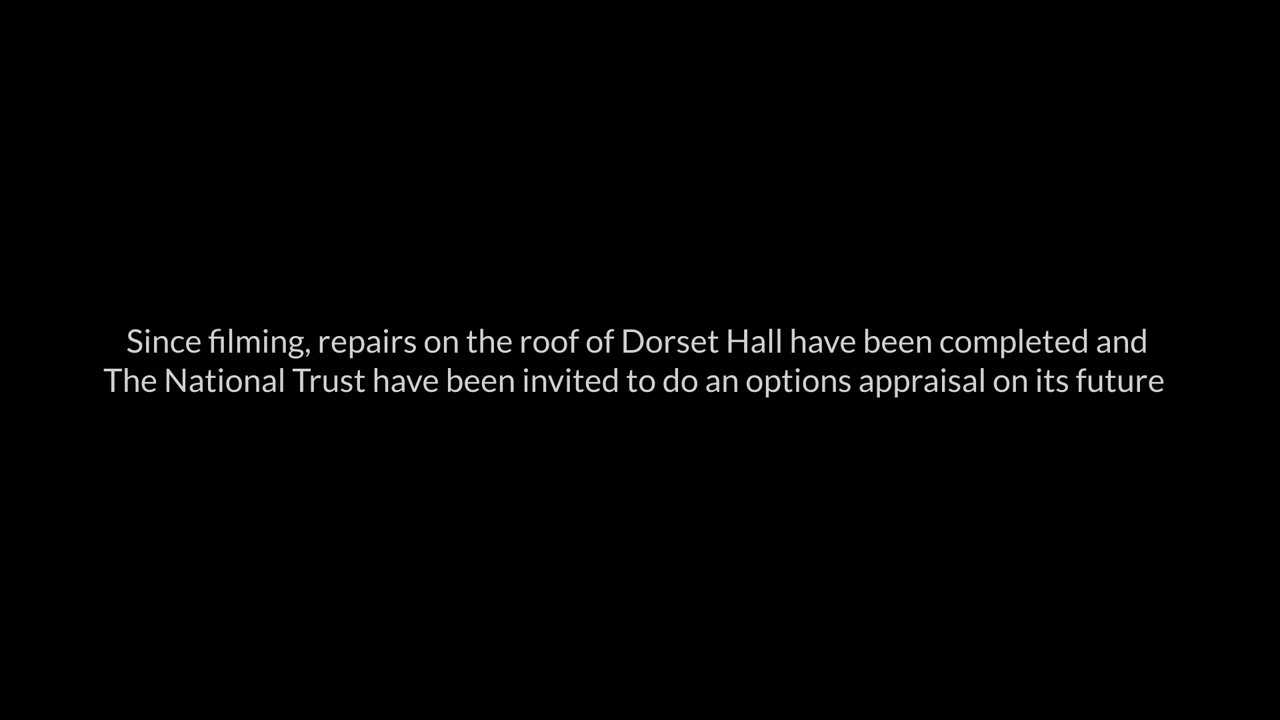 Since filming, repairs on the roof of Dorset Hall have been completed and
The National Trust have been invited to do an options appraisal on its future